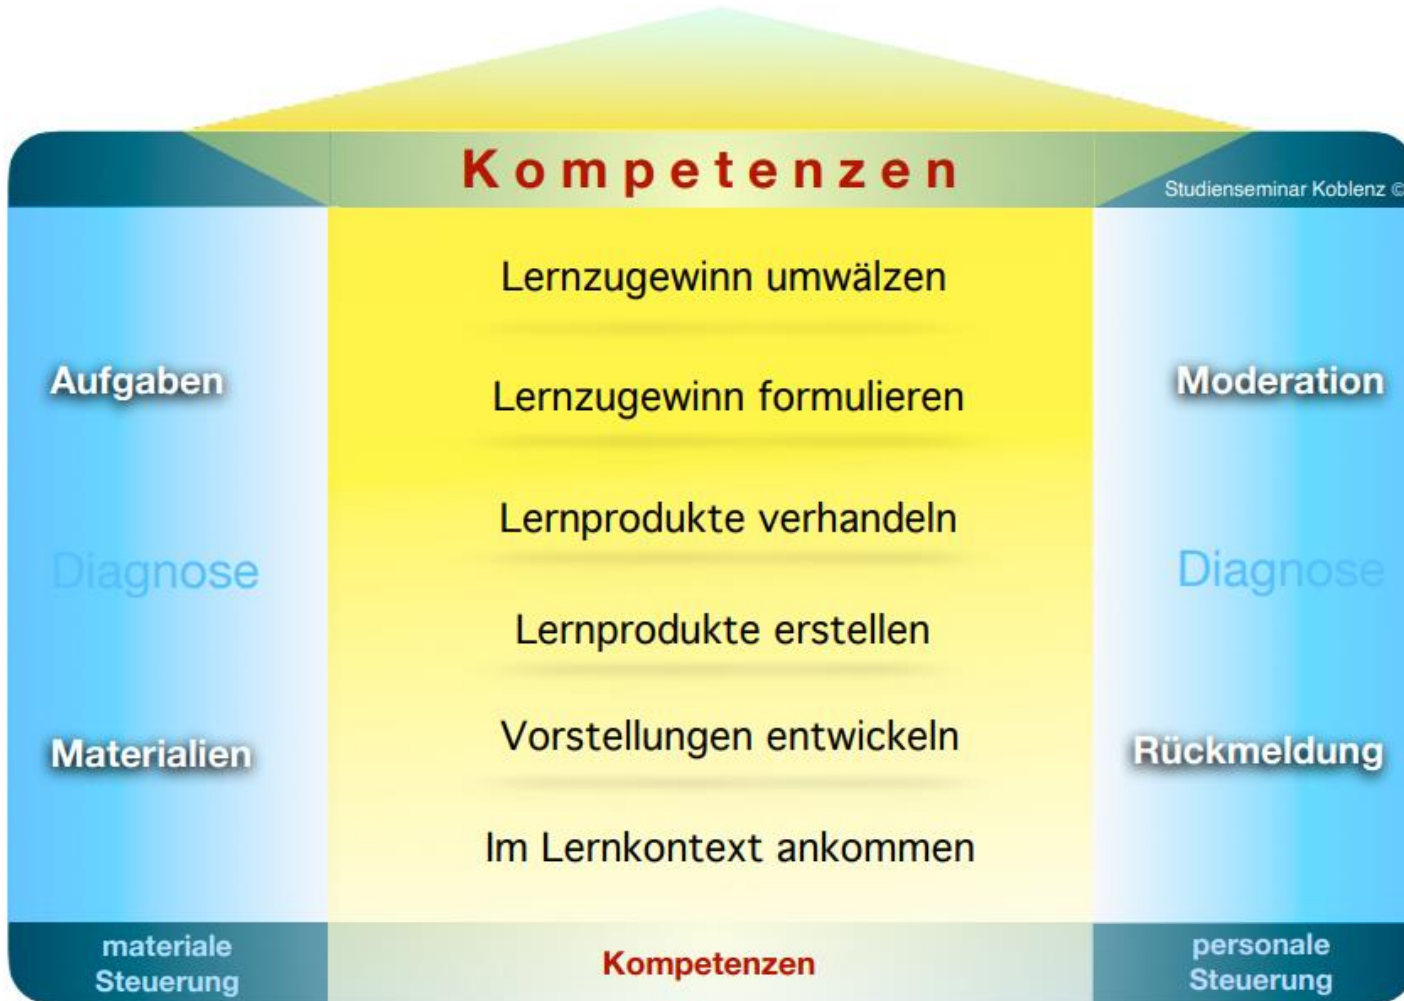 Kompetenzen
Studienseminar Koblenz ©
Lernzugewinn umwälzen
Aufgaben
Lernzugewinn formulieren
Moderation
Lernprodukte verhandeln
Diagnose
Diagnose
Lernprodukte erstellen
Materialien
Vorstellungen entwickeln
Rückmeldung
Im Lernkontext ankommen
materiale
Steuerung
Kompetenzen
personale
Steuerung